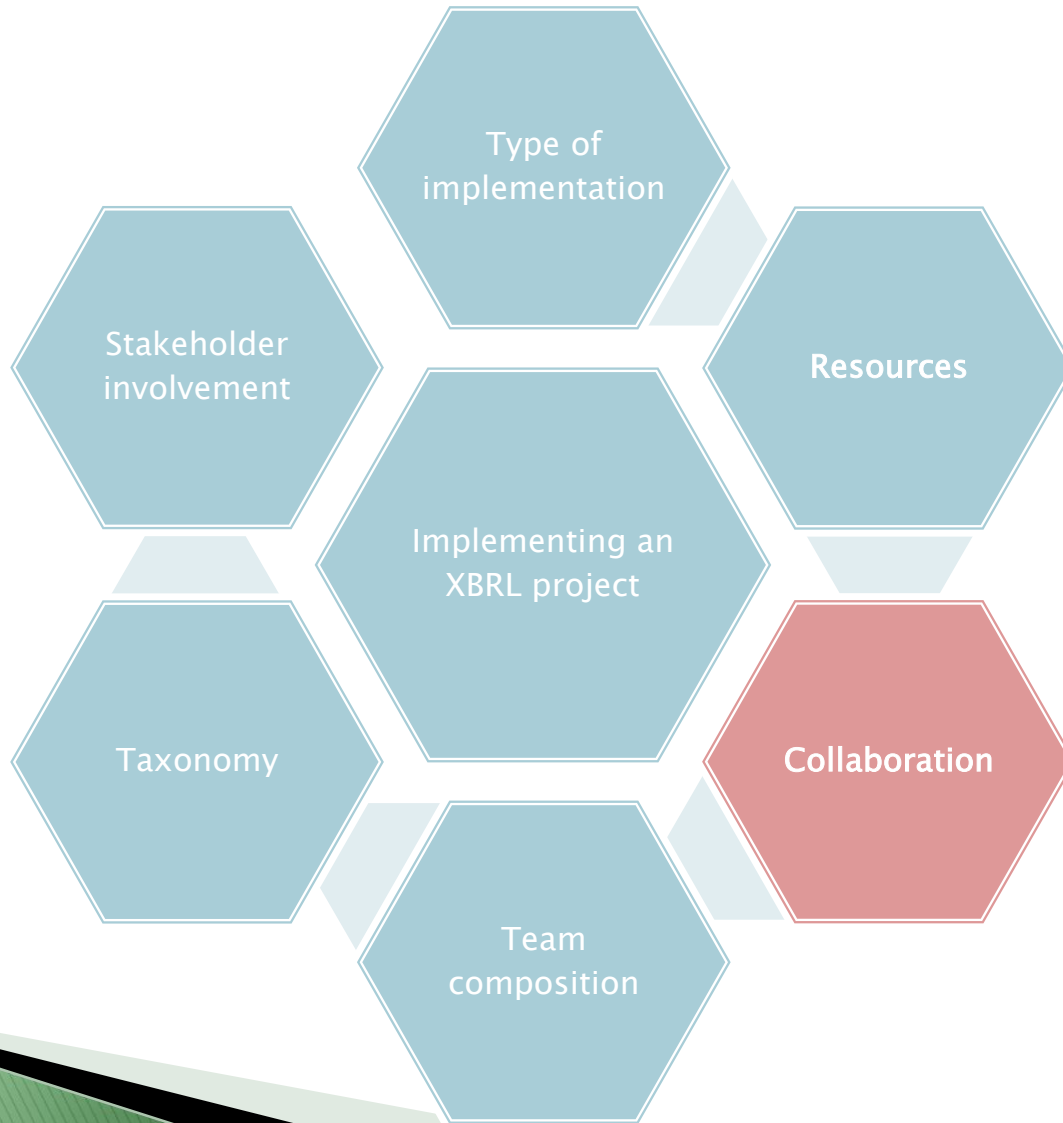 Type of
implementation
Stakeholder
involvement
Resources
Implementing an
XBRL project
Taxonomy
Collaboration
Team
composition